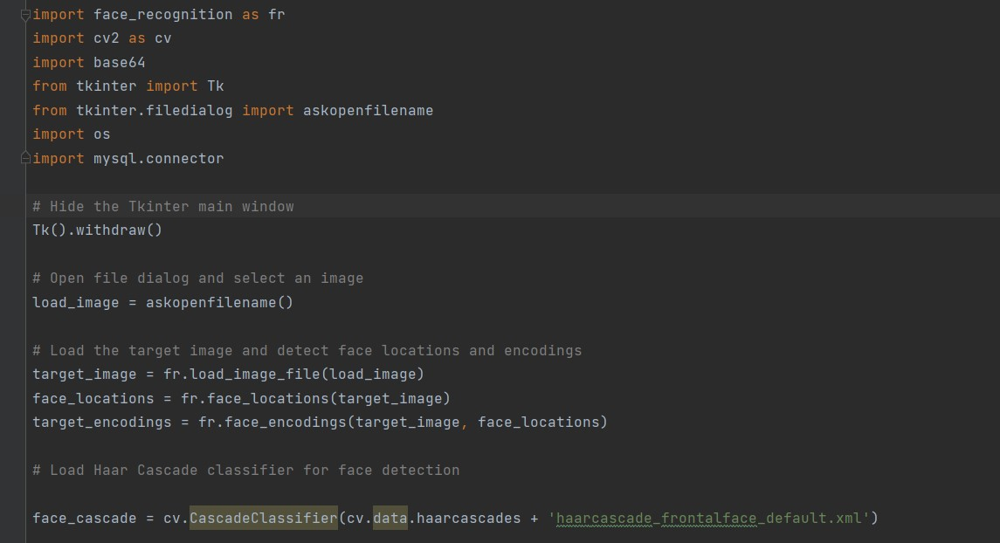 import face_recognition as fr
import cv2 as cv
import base64
from tkinter import Tk
from tkinter.filedialog import askopenfilename
import os
import mysql.connector
# Hide the Tkinter main window
Tk().withdraw()
# Open file dialog and select an image
load_image = askopenfilename()
# Load the target image and detect face locations and encodings
target_image = fr.load_image_file(load_image)
face_locations = fr.face_locations(target_image)
target_encodings = fr.face_encodings(target_image, face_locations)
# Load Haar Cascade classifier for face detection
face_cascade = cv.CascadeClassifier(cv.data.haarcascades + 'haarcascade_frontalface_default.xml')